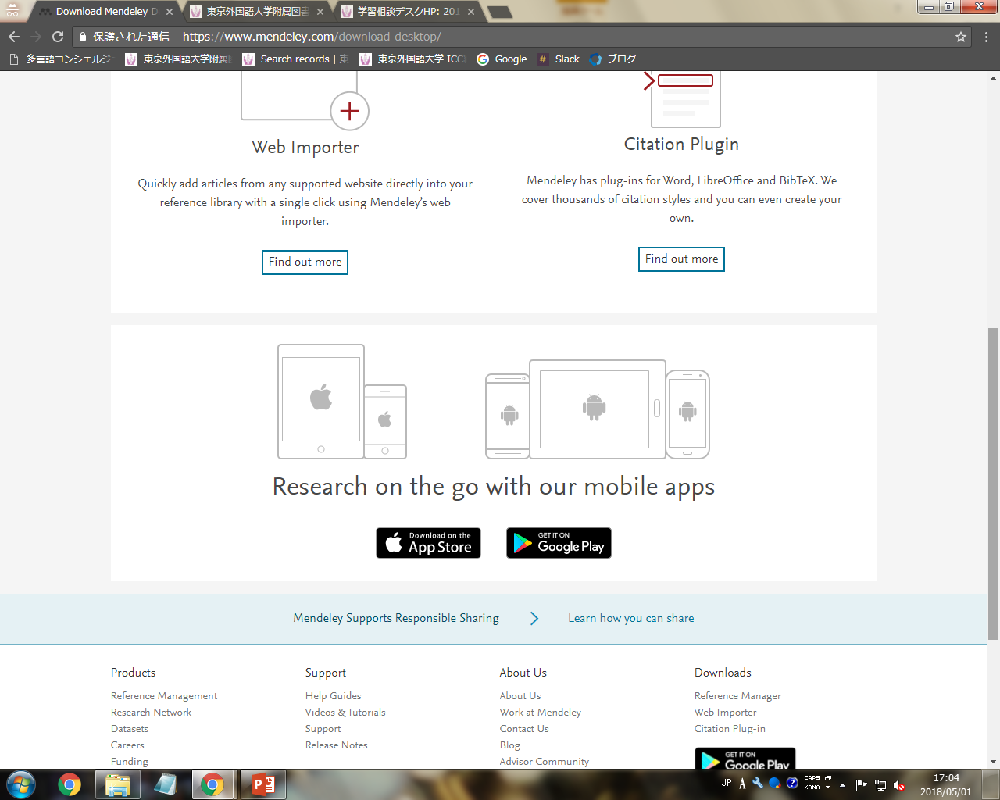 Download Mendeley D
東京外国語大学附属図書
学習相談デスクHP: 201
保護された通信
https://www.mendeley.com/download-desktop/
多言語コンシェルジ
東京外国語大学附属図
Search records | 東
東京外国語大学 ICC
Google
Slack
ブログ
Web Importer
Quickly add articles from any supported website directly into your
reference library with a single click using Mendeley’s web
importer.
Find out more
Citation Plugin
Mendeley has plug-ins for Word, LibreOffice and BibTeX. We
cover thousands of citation styles and you can even create your
own.
Find out more
Research on the go with our mobile apps
Download on the
App Store
GET IT ON
Google Play
Mendeley Supports Responsible Sharing
Learn how you can share
Products
Reference Management
Research Network
Datasets
Careers
Funding
Support
Help Guides
Videos & Tutorials
Support
Release Notes
About Us
About Us
Work at Mendeley
Contact Us
Blog
Advisor Community
Downloads
Reference Manager
Web Importer
Citation Plug-in
GET IT ON
Google Play
JP
A
CAPS
KANA
17:04
2018/05/01